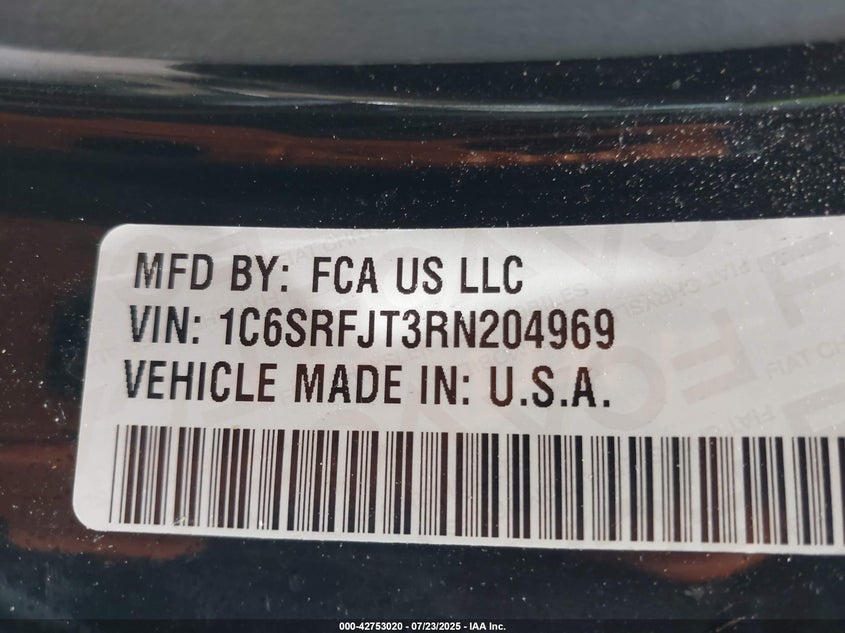 MFD BY: FCA US LLC
VIN: 1C6SRFJT3RN204969
VEHICLE MADE IN: U.S.A.
000-42753020 - 07/23/2025 - IAA Inc.